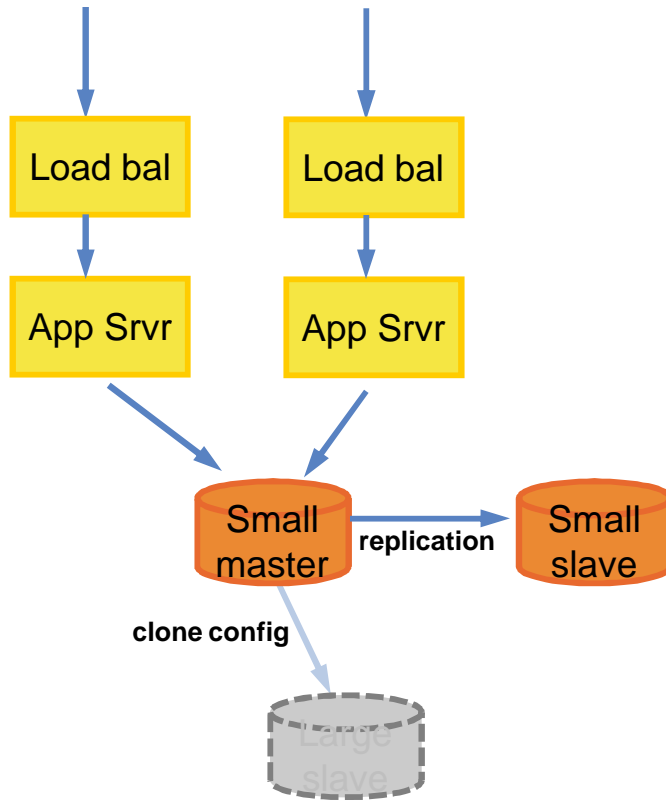 Load bal
Load bal
App Srvr
App Srvr
Small
master
replication
Small
slave
clone config
Large
slave